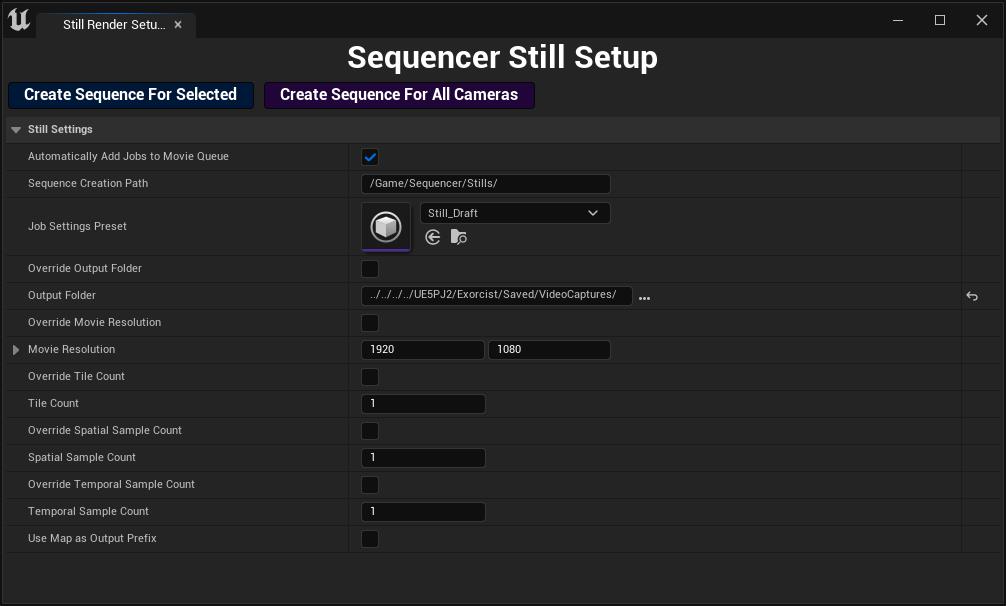 Still Render Setu... ×
Sequencer Still Setup
Create Sequence For Selected
Create Sequence For All Cameras
Still Settings
Automatically Add Jobs to Movie Queue
Sequence Creation Path /Game/Sequencer/Stills/
Job Settings Preset Still_Draft
Override Output Folder
Output Folder ../../../../UE5PJ2/Exorcist/Saved/VideoCaptures/ ...
Override Movie Resolution
Movie Resolution 1920 1080
Override Tile Count
Tile Count 1
Override Spatial Sample Count
Spatial Sample Count 1
Override Temporal Sample Count
Temporal Sample Count 1
Use Map as Output Prefix